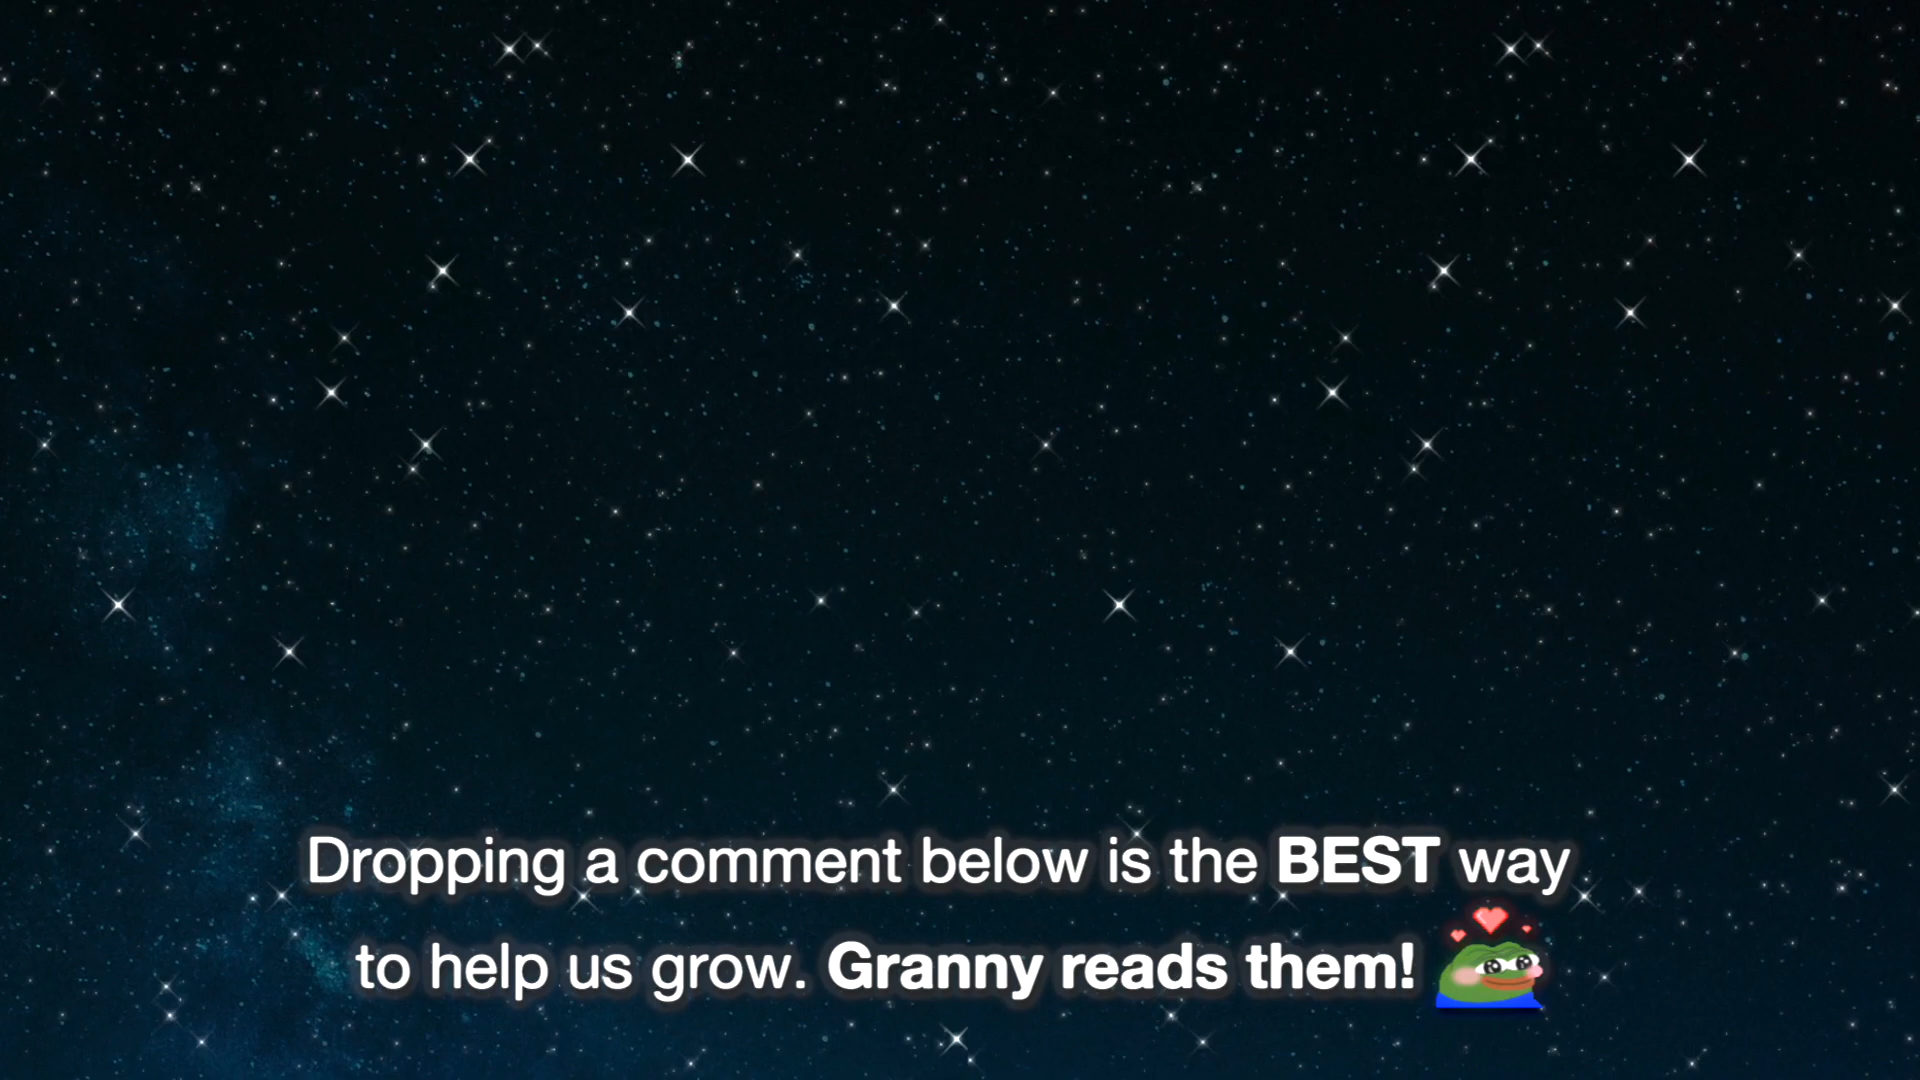 Dropping a comment below is the BEST way
to help us grow. Granny reads them!